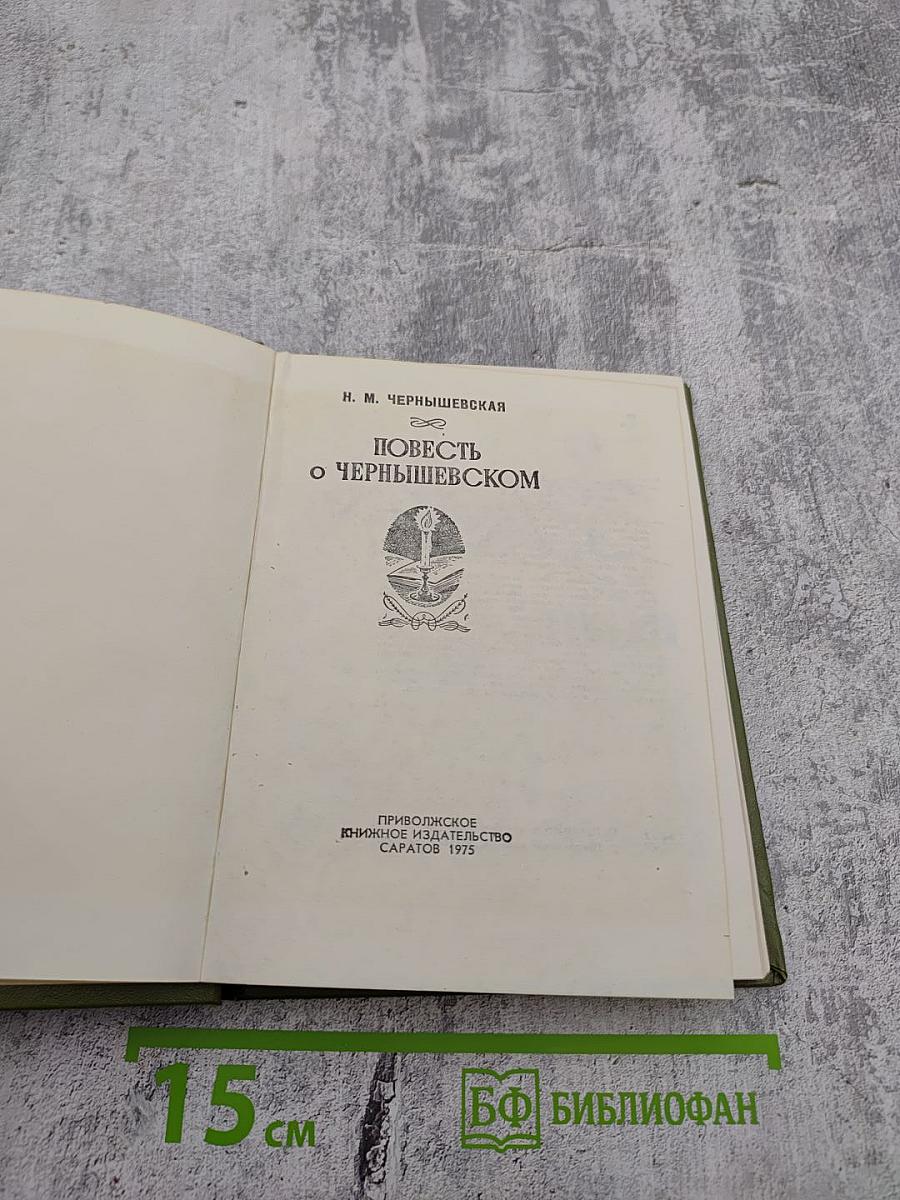 Н. М. ЧЕРНЫШЕВСКАЯ
ПОВЕСТЬ
о ЧЕРНЫШЕВСКОМ
ПРИВОЛЖСКОЕ
КНИЖНОЕ ИЗДАТЕЛЬСТВО
САРАТОВ 1975
15 см
БФ БИБЛИОФАН